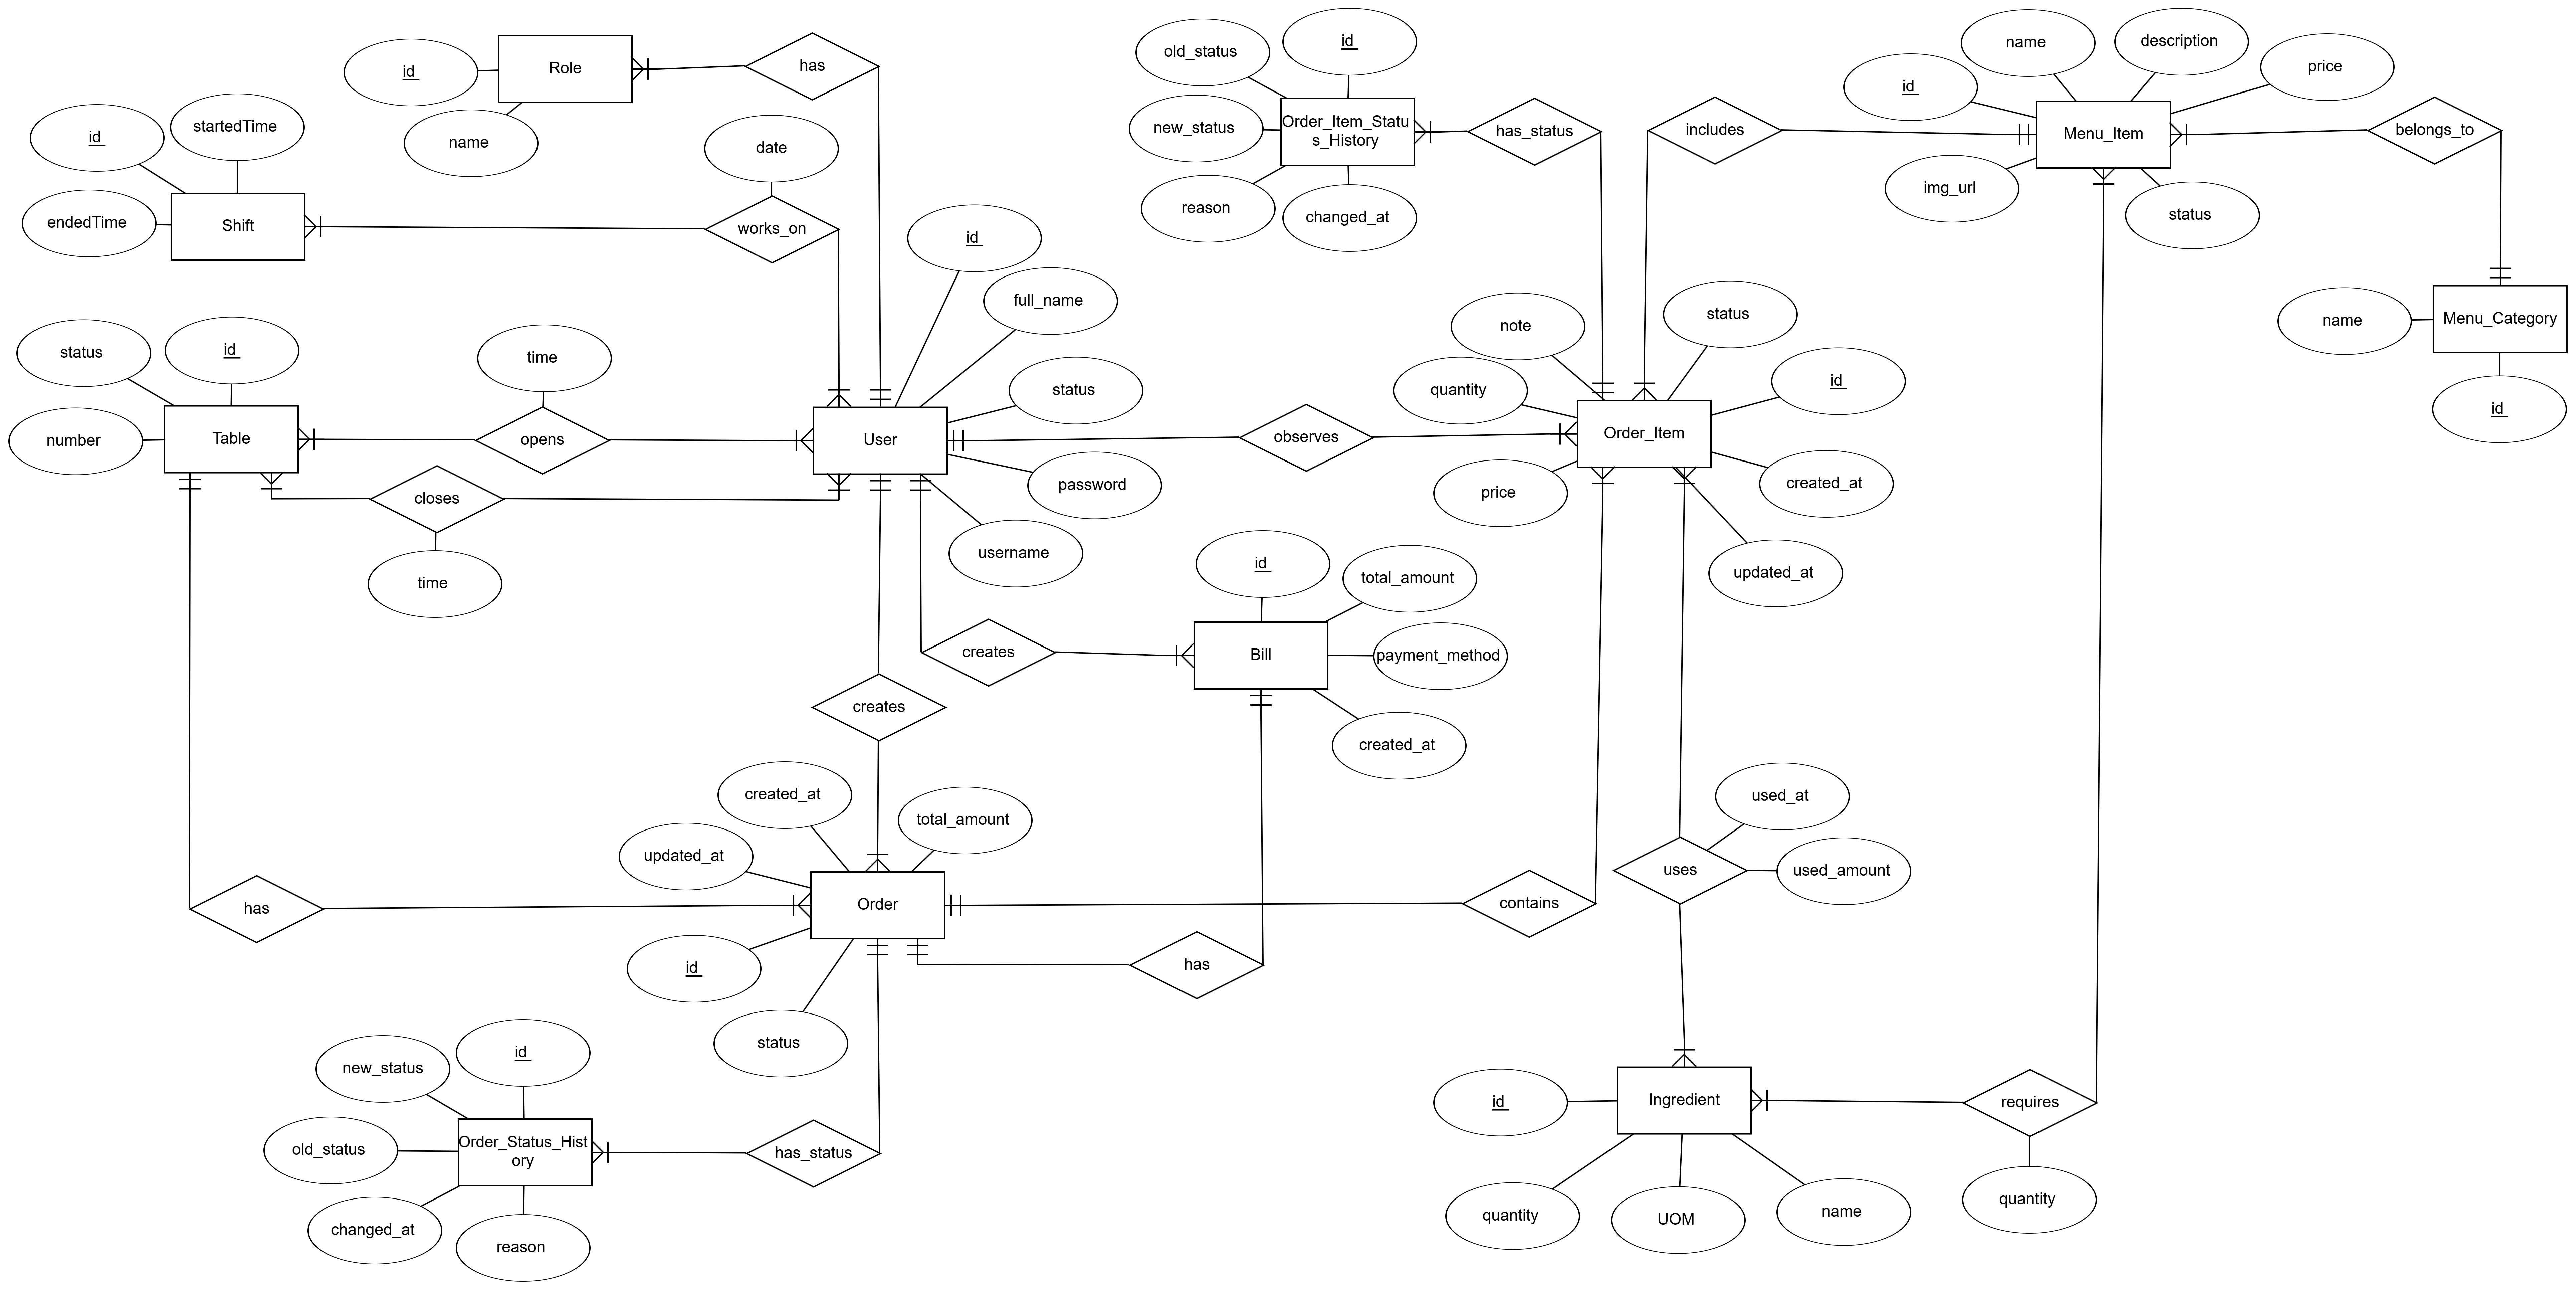 id
Role
has
name
id
startedTime
endedTime
Shift
date
works_on
status
id
number
Table
time
opens
closes
time
id
full_name
status
User
password
username
old_status
id
new_status
Order_Item_Statu
s_History
reason
changed_at
has_status
includes
id
name
description
price
Menu_Item
img_url
status
belongs_to
name
Menu_Category
id
note
status
quantity
id
Order_Item
price
created_at
updated_at
observes
id
total_amount
creates
Bill
payment_method
created_at
creates
created_at
total_amount
updated_at
has
Order
id
status
contains
has
used_at
uses
used_amount
new_status
id
old_status
Order_Status_Hist
ory
changed_at
reason
has_status
id
Ingredient
requires
quantity
UOM
name
quantity